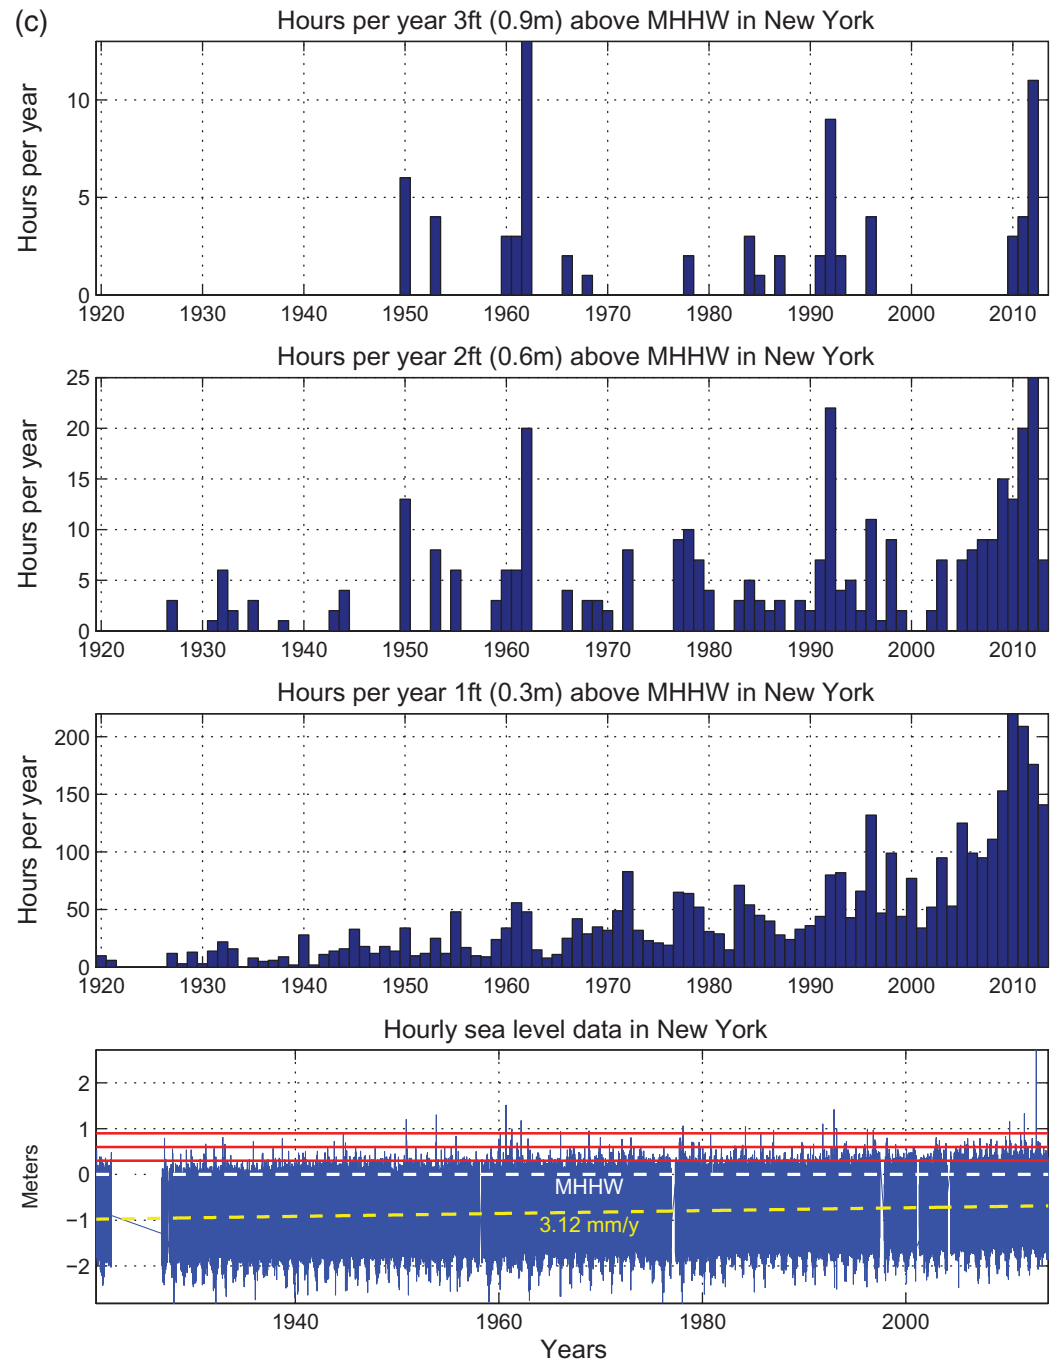 (c)
Hours per year 3ft (0.9m) above MHHW in New York
Hours per year
10
5
0
1920 1930 1940 1950 1960 1970 1980 1990 2000 2010
Hours per year 2ft (0.6m) above MHHW in New York
Hours per year
25
20
15
10
5
0
1920 1930 1940 1950 1960 1970 1980 1990 2000 2010
Hours per year 1ft (0.3m) above MHHW in New York
Hours per year
200
150
100
50
0
1920 1930 1940 1950 1960 1970 1980 1990 2000 2010
Hourly sea level data in New York
Meters
2
1
0
MHHW
−1
3.12 mm/y
−2
1940 1960 1980 2000
Years